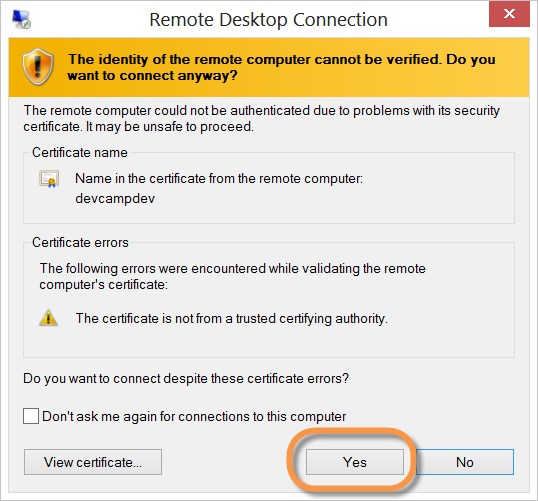 Remote Desktop Connection
The identity of the remote computer cannot be verified. Do you
want to connect anyway?
The remote computer could not be authenticated due to problems with its security
certificate. It may be unsafe to proceed.
Certificate name
Name in the certificate from the remote computer:
devcampdev
Certificate errors
The following errors were encountered while validating the remote
computer's certificate:
The certificate is not from a trusted certifying authority.
Do you want to connect despite these certificate errors?
Don't ask me again for connections to this computer
View certificate... Yes No